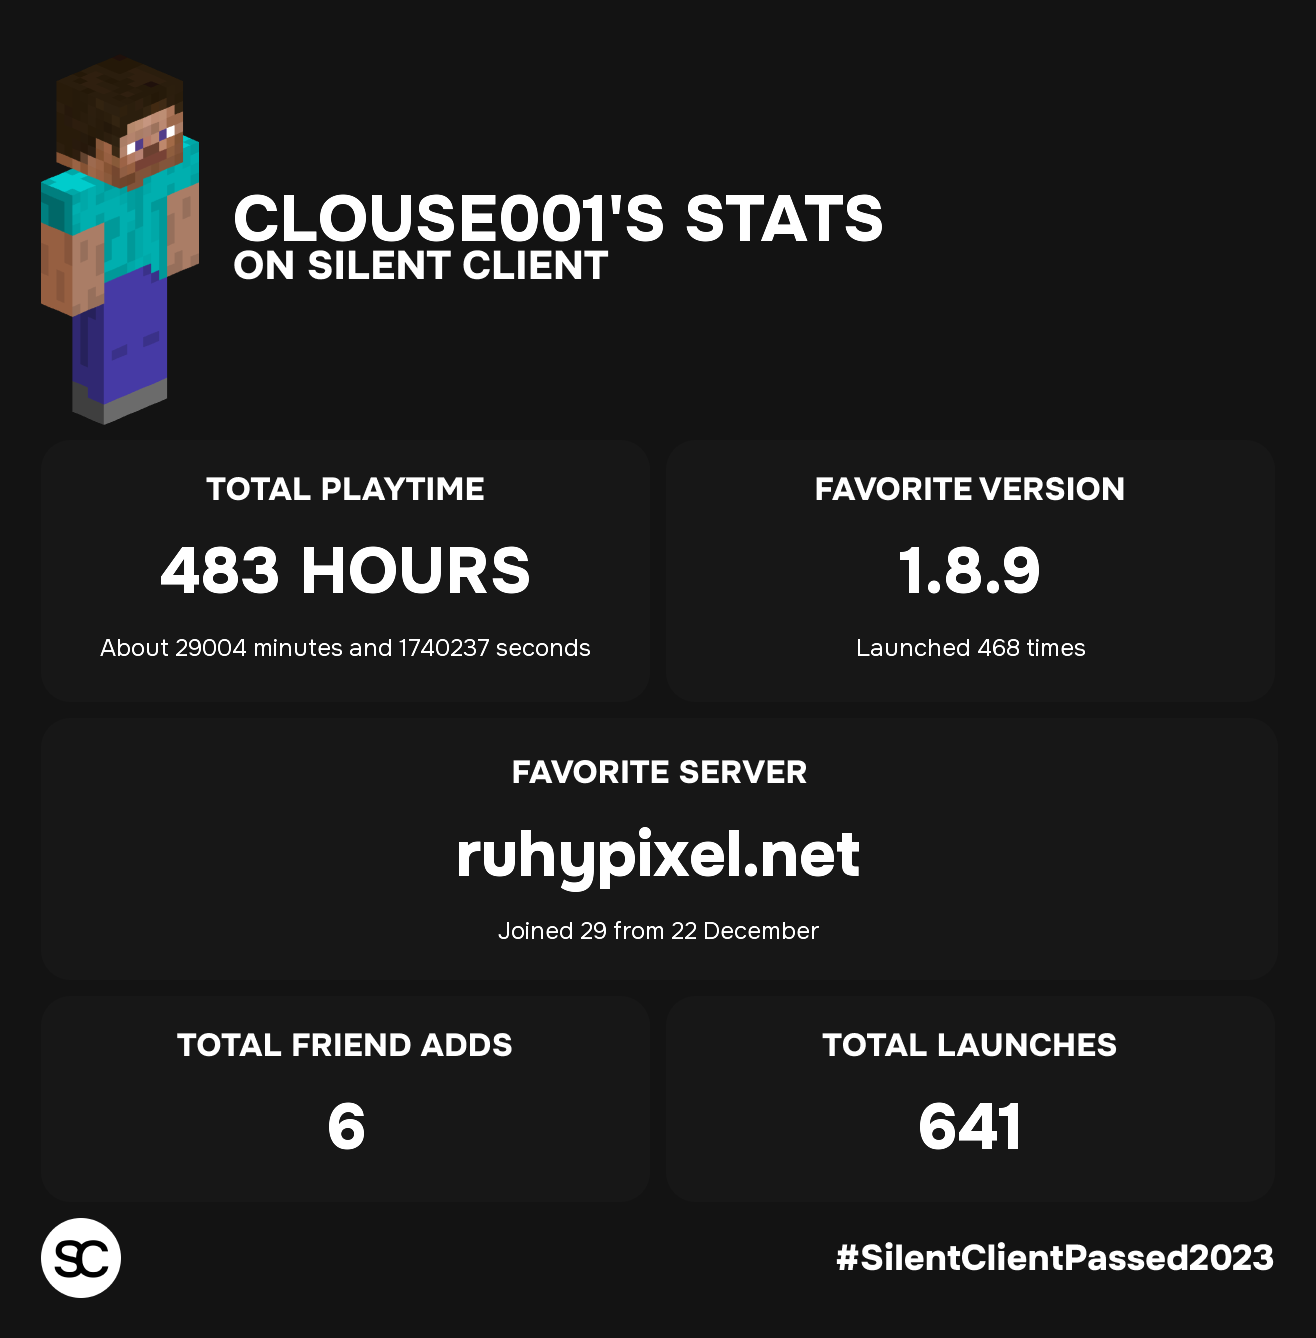 CLOUSE001'S STATS
ON SILENT CLIENT
TOTAL PLAYTIME
483 HOURS
About 29004 minutes and 1740237 seconds
FAVORITE VERSION
1.8.9
Launched 468 times
FAVORITE SERVER
ruhypixel.net
Joined 29 from 22 December
TOTAL FRIEND ADDS
6
TOTAL LAUNCHES
641
SC
#SilentClientPassed2023